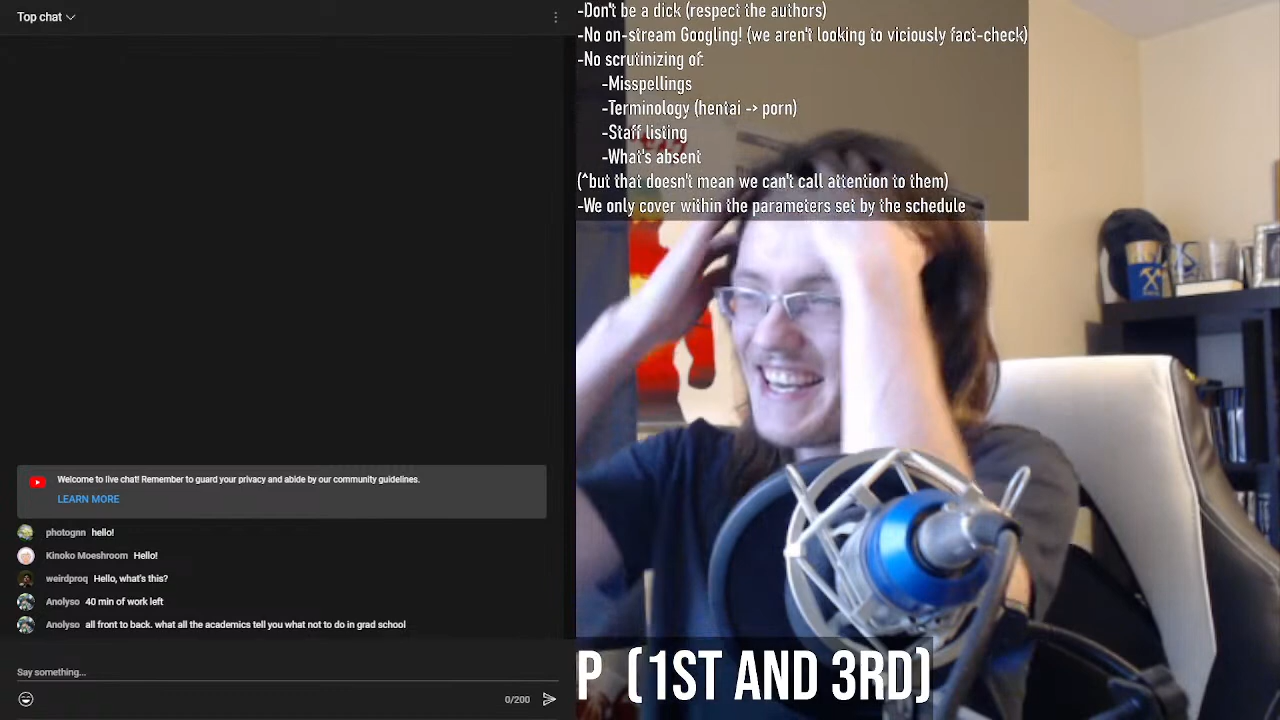 Top chat
Welcome to live chat! Remember to guard your privacy and abide by our community guidelines.
LEARN MORE
photognn hello!
Kinoko Moeshroom Hello!
weirdproq Hello, what's this?
Anolyso 40 min of work left
Anolyso all front to back. what all the academics tell you what not to do in grad school
Say something...
0/200
-Don't be a dick (respect the authors)
-No on-stream Googling! (we aren't looking to viciously fact-check)
-No scrutinizing of:
-Misspellings
-Terminology (hentai -> porn)
-Staff listing
-What's absent
(^but that doesn't mean we can't call attention to them)
-We only cover within the parameters set by the schedule
P (1ST AND 3RD)